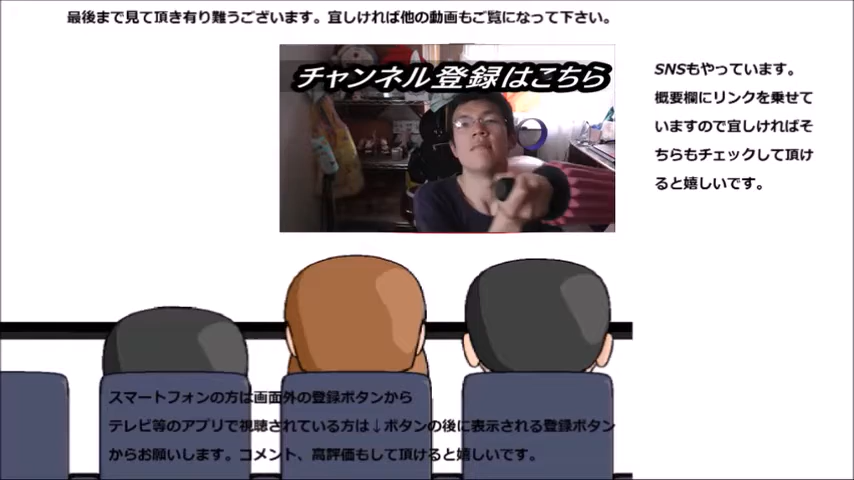 最後まで見て頂き有り難うございます。宜しければ他の動画もご覧になって下さい。
チャンネル登録はこちら
SNSもやっています。
概要欄にリンクを乗せて
いますので宜しければそ
ちらもチェックして頂け
ると嬉しいです。
スマートフォンの方は画面外の登録ボタンから
テレビ等のアプリで視聴されている方は↓ボタンの後に表示される登録ボタン
からお願いします。コメント、高評価もして頂けると嬉しいです。